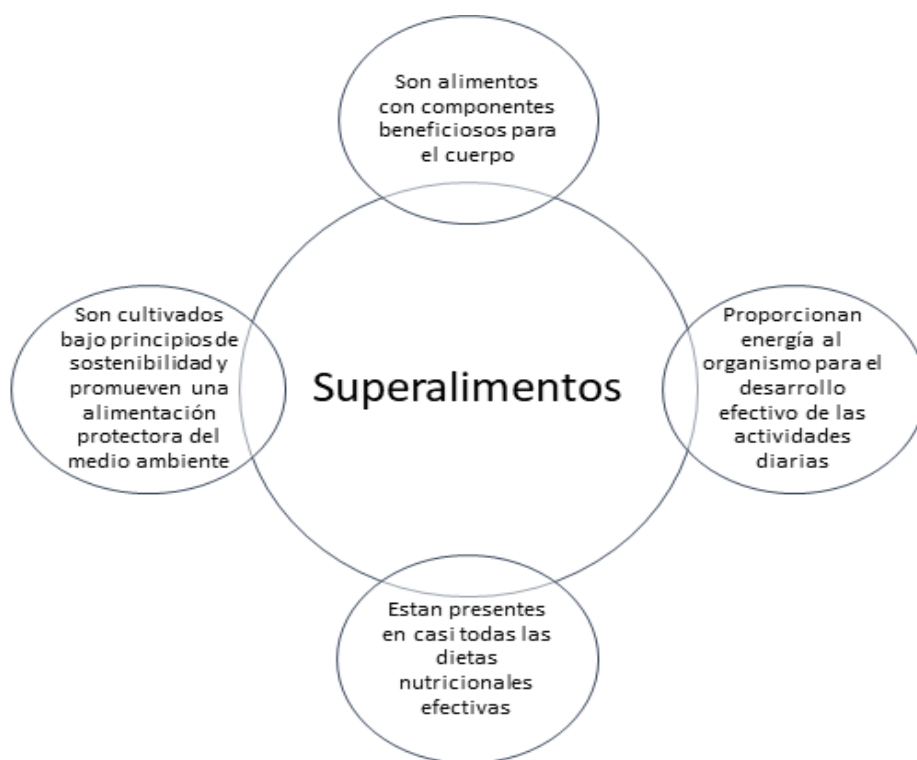 Son alimentos
con componentes
beneficiosos para
el cuerpo
Son cultivados
bajo principios de
sostenibilidad y
promueven una
alimentación
protectora del
medio ambiente
Superalimentos
Proporcionan
energía al
organismo para el
desarrollo
efectivo de las
actividades
diarias
Estan presentes
en casi todas las
dietas
nutricionales
efectivas